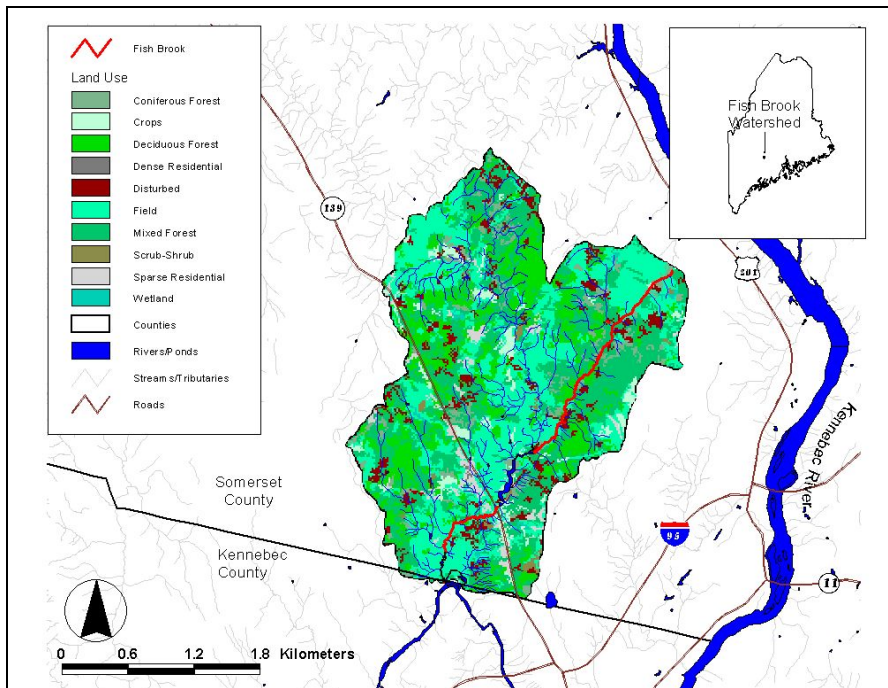 Fish Brook
Land Use
Coniferous Forest
Crops
Deciduous Forest
Dense Residential
Disturbed
Field
Mixed Forest
Scrub-Shrub
Sparse Residential
Wetland
Counties
Rivers/Ponds
Streams/Tributaries
Roads
Fish Brook
Watershed
139
201
Kennebec River
Somerset
County
Kennebec
County
95
11
0 0.6 1.2 1.8 Kilometers